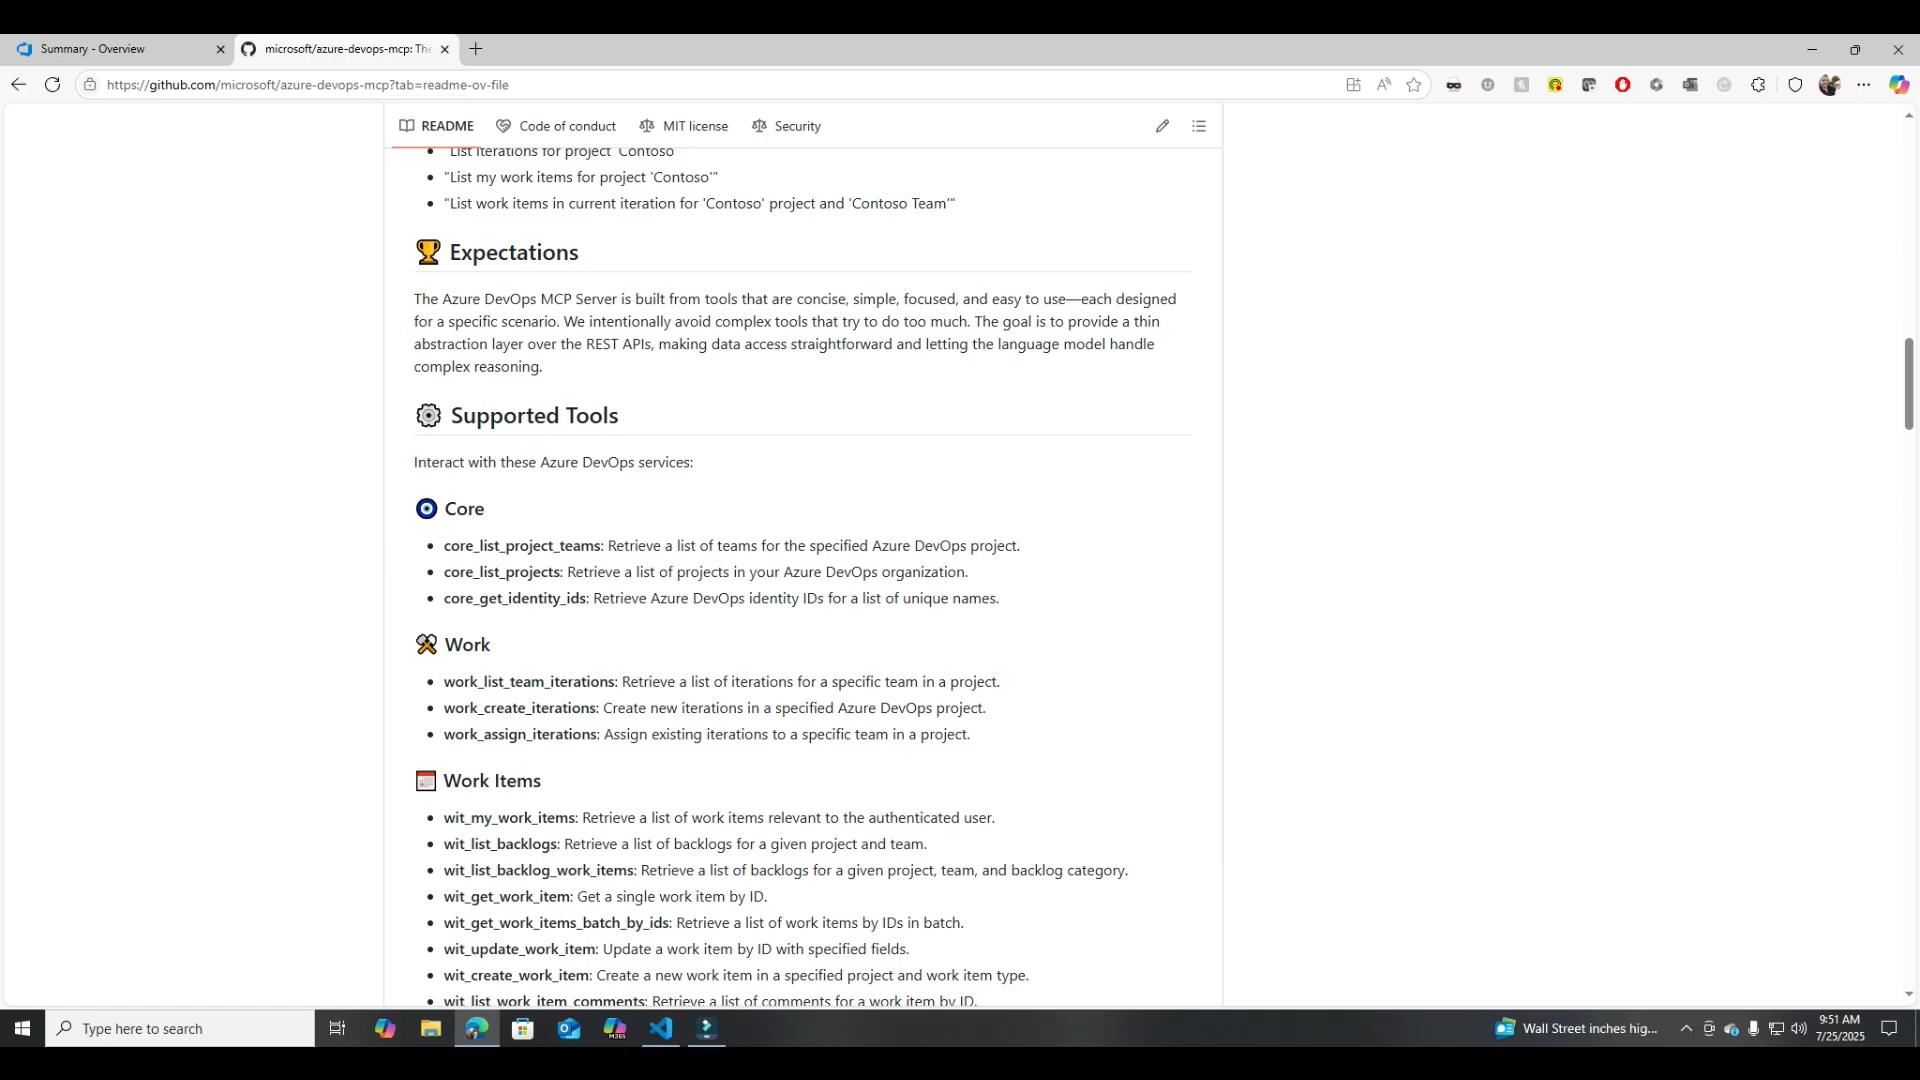 Summary - Overview
microsoft/azure-devops-mcp: The
https://github.com/microsoft/azure-devops-mcp?tab=readme-ov-file
README
Code of conduct
MIT license
Security
"List iterations for project 'Contoso'"
"List my work items for project 'Contoso'"
"List work items in current iteration for 'Contoso' project and 'Contoso Team'"
Expectations
The Azure DevOps MCP Server is built from tools that are concise, simple, focused, and easy to use—each designed
for a specific scenario. We intentionally avoid complex tools that try to do too much. The goal is to provide a thin
abstraction layer over the REST APIs, making data access straightforward and letting the language model handle
complex reasoning.
Supported Tools
Interact with these Azure DevOps services:
Core
core_list_project_teams: Retrieve a list of teams for the specified Azure DevOps project.
core_list_projects: Retrieve a list of projects in your Azure DevOps organization.
core_get_identity_ids: Retrieve Azure DevOps identity IDs for a list of unique names.
Work
work_list_team_iterations: Retrieve a list of iterations for a specific team in a project.
work_create_iterations: Create new iterations in a specified Azure DevOps project.
work_assign_iterations: Assign existing iterations to a specific team in a project.
Work Items
wit_my_work_items: Retrieve a list of work items relevant to the authenticated user.
wit_list_backlogs: Retrieve a list of backlogs for a given project and team.
wit_list_backlog_work_items: Retrieve a list of backlogs for a given project, team, and backlog category.
wit_get_work_item: Get a single work item by ID.
wit_get_work_items_batch_by_ids: Retrieve a list of work items by IDs in batch.
wit_update_work_item: Update a work item by ID with specified fields.
wit_create_work_item: Create a new work item in a specified project and work item type.
wit_list_work_item_comments: Retrieve a list of comments for a work item by ID.
Type here to search
M365
Wall Street inches hig...
9:51 AM
7/25/2025